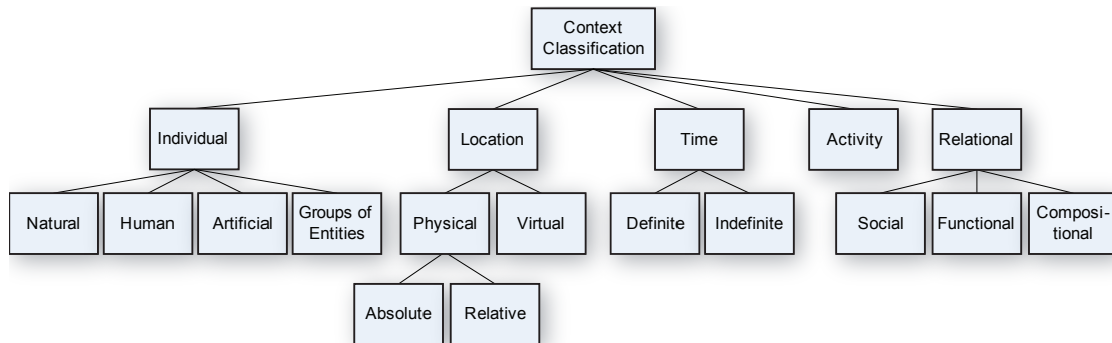 Context
Classification
Individual
Location
Time
Activity
Relational
Natural
Human
Artificial
Groups of
Entities
Physical
Virtual
Definite
Indefinite
Social
Functional
Composi-
tional
Absolute
Relative